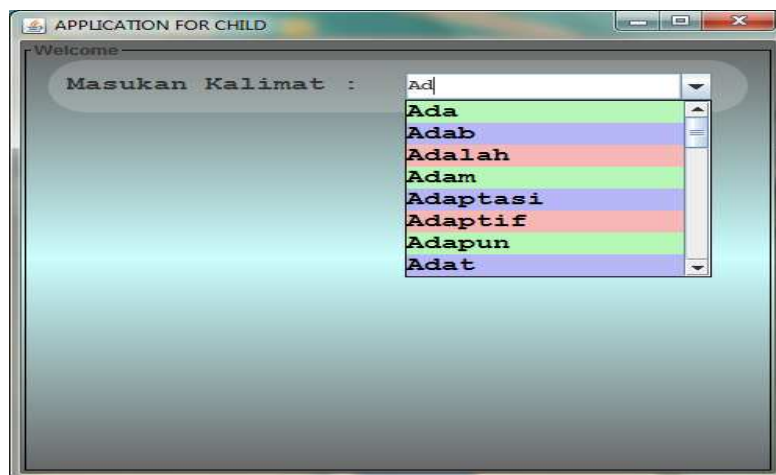 APPLICATION FOR CHILD
Welcome
Masukan Kalimat :
Ad
Ada
Adab
Adalah
Adam
Adaptasi
Adaptif
Adapun
Adat